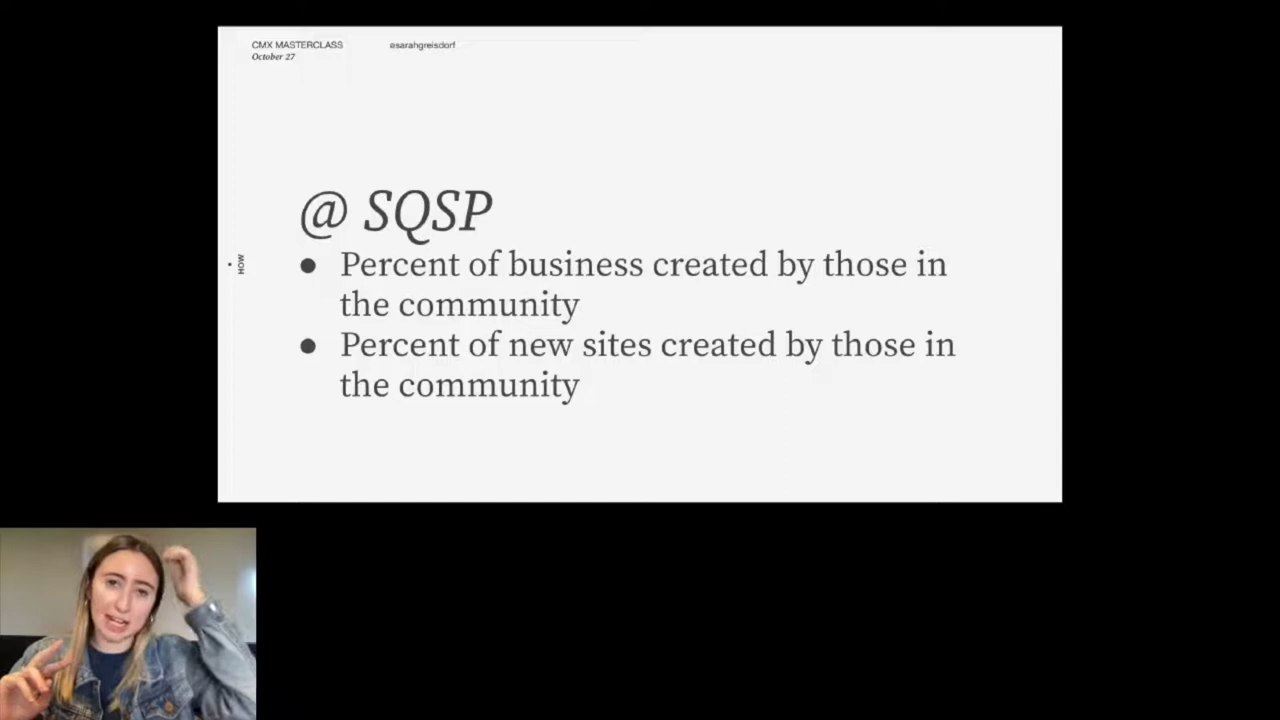 CMX MASTERCLASS @sarahgreisdorf
October 27
@ SQSP
HOW
● Percent of business created by those in
the community
● Percent of new sites created by those in
the community